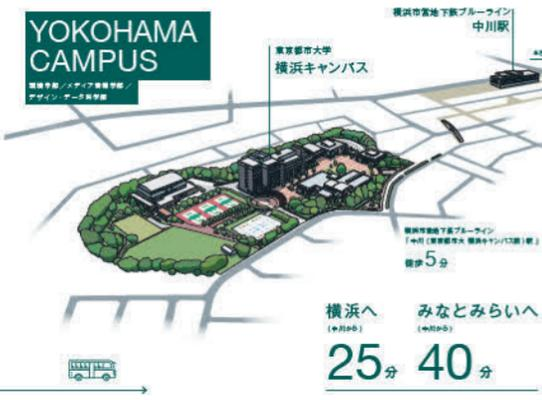 YOKOHAMA
CAMPUS
環境学部／メディア情報学部／
デザイン・データ科学部
横浜市営地下鉄ブルーライン
中川駅
東京都市大学
横浜キャンパス
横浜市営地下鉄ブルーライン
「中川（東京都市大 横浜キャンパス前）駅」
徒歩5分
横浜へ
（中川から）
25分
みなとみらいへ
（中川から）
40分